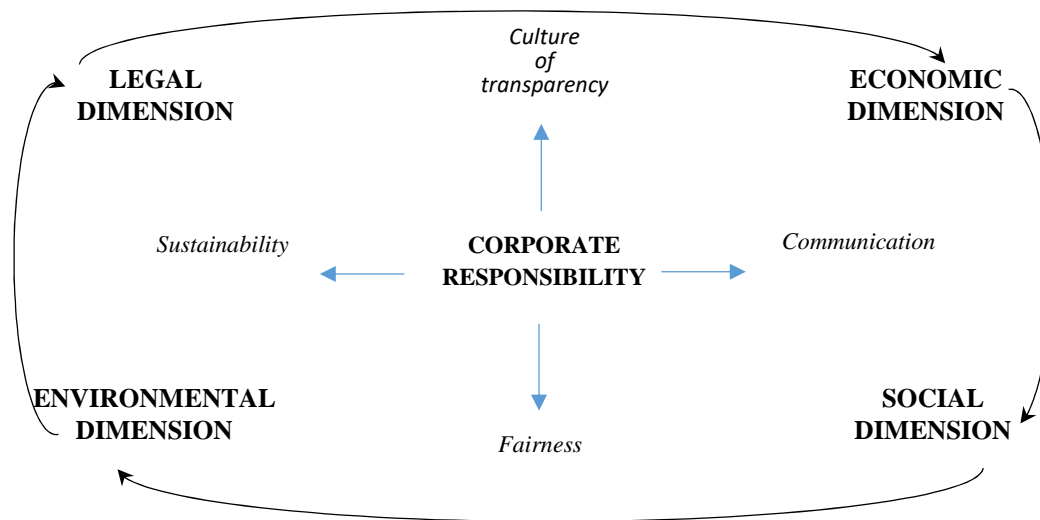 Culture
of
transparency
LEGAL
DIMENSION
ECONOMIC
DIMENSION
Sustainability
CORPORATE
RESPONSIBILITY
Communication
ENVIRONMENTAL
DIMENSION
Fairness
SOCIAL
DIMENSION